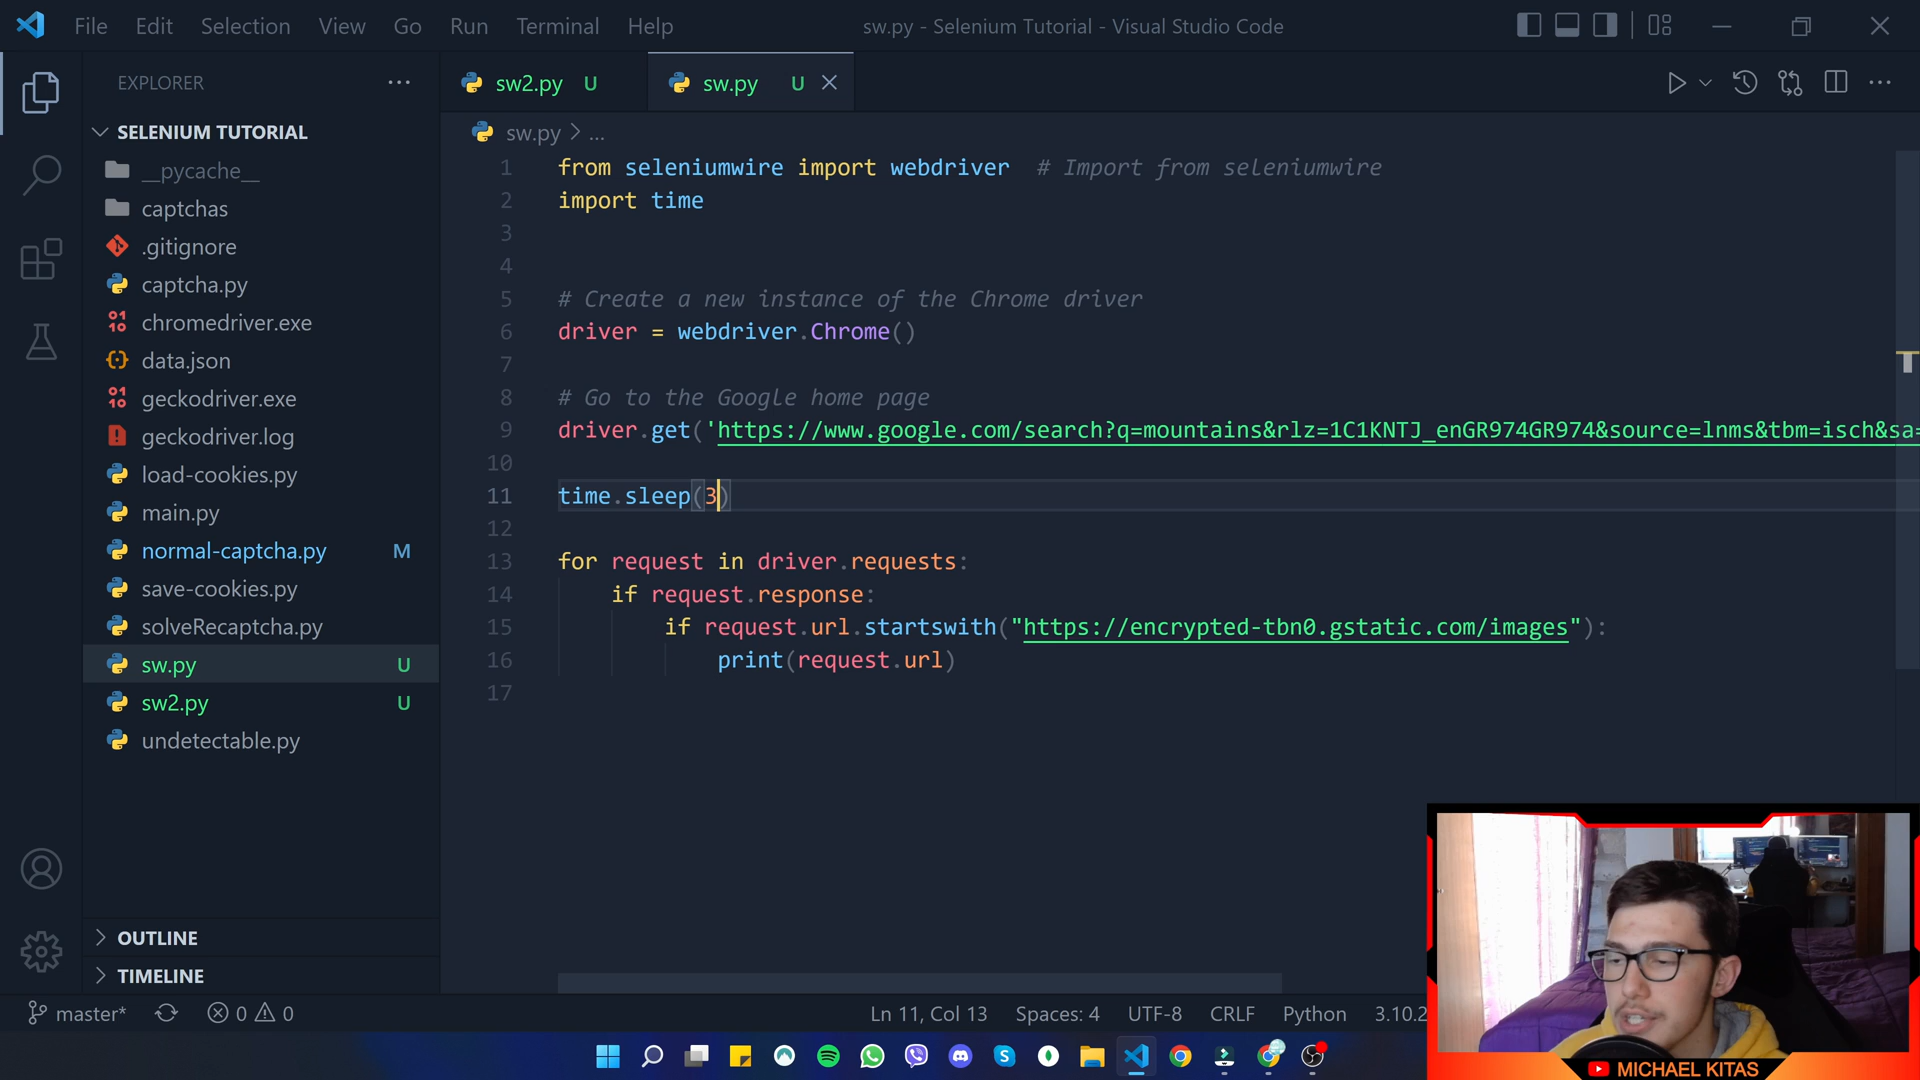 File Edit Selection View Go Run Terminal Help
sw.py - Selenium Tutorial - Visual Studio Code
EXPLORER
sw2.py U
sw.py U
SELENIUM TUTORIAL
__pycache__
captchas
.gitignore
captcha.py
chromedriver.exe
data.json
geckodriver.exe
geckodriver.log
load-cookies.py
main.py
normal-captcha.py M
save-cookies.py
solveRecaptcha.py
sw.py U
sw2.py U
undetectable.py
OUTLINE
TIMELINE
sw.py > ...
1 from seleniumwire import webdriver # Import from seleniumwire
2 import time
3
4
5 # Create a new instance of the Chrome driver
6 driver = webdriver.Chrome()
7
8 # Go to the Google home page
9 driver.get('https://www.google.com/search?q=mountains&rlz=1C1KNTJ_enGR974GR974&source=lnms&tbm=isch&sa=
10
11 time.sleep(3)
12
13 for request in driver.requests:
14 if request.response:
15 if request.url.startswith("https://encrypted-tbn0.gstatic.com/images"):
16 print(request.url)
17
master* 0 0
Ln 11, Col 13 Spaces: 4 UTF-8 CRLF Python 3.10.2
MICHAEL KITAS